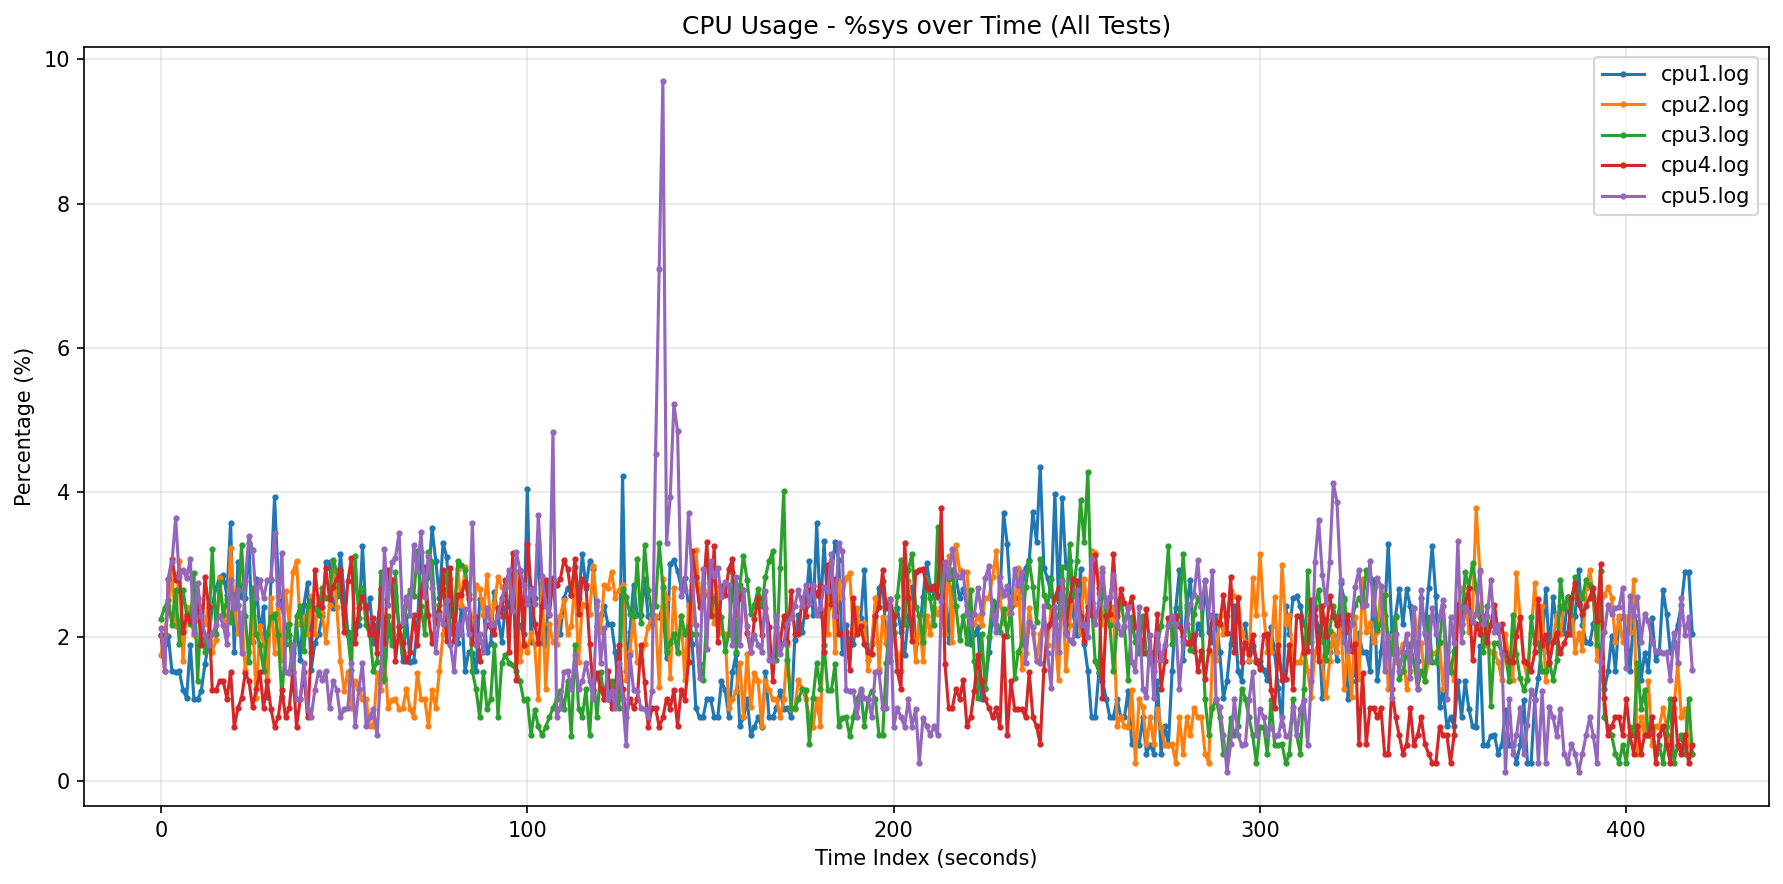 CPU Usage - %sys over Time (All Tests)
10
8
6
4
2
0
Percentage (%)
cpu1.log
cpu2.log
cpu3.log
cpu4.log
cpu5.log
0
100
200
300
400
Time Index (seconds)